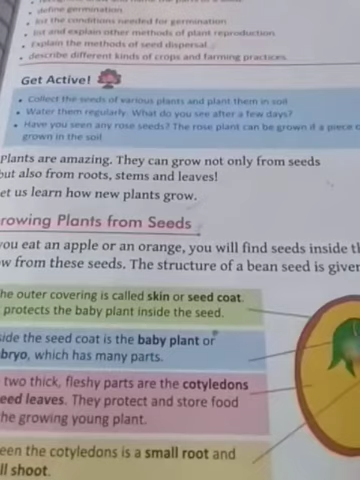 • define germination
• list the conditions needed for germination
• list and explain other methods of plant reproduction
• Explain the methods of seed dispersal
• describe different kinds of crops and farming practices
Get Active!
• Collect the seeds of various plants and plant them in soil
• Water them regularly. What do you see after a few days?
• Have you seen any rose seeds? The rose plant can be grown if a piece
grown in the soil
Plants are amazing. They can grow not only from seeds
but also from roots, stems and leaves!
et us learn how new plants grow.
rowing Plants from Seeds
you eat an apple or an orange, you will find seeds inside
w from these seeds. The structure of a bean seed is given
he outer covering is called skin or seed coat.
protects the baby plant inside the seed.
side the seed coat is the baby plant or
bryo, which has many parts.
two thick, fleshy parts are the cotyledons
eed leaves. They protect and store food
he growing young plant.
een the cotyledons is a small root and
ll shoot.